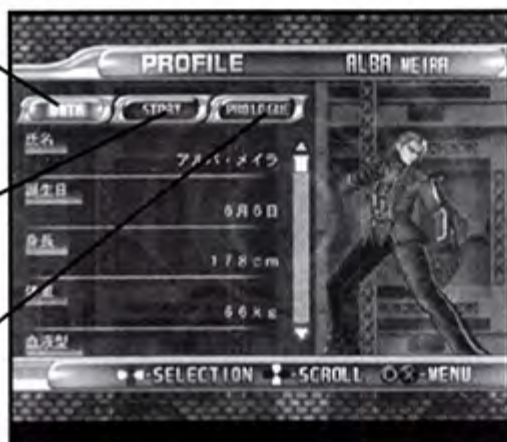 PROFILE ALBA MEIRA
DATA STORY PROLOGUE
氏名
アルバ・メイラ
誕生日
6月6日
身長
178cm
体重
66kg
血液型
SELECTION SCROLL MENU